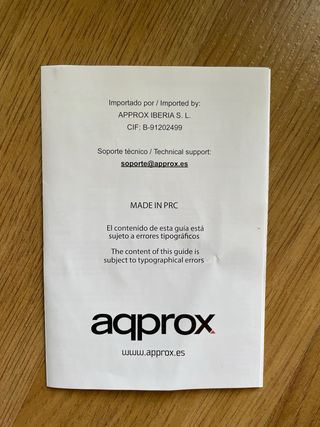 Importado por / Imported by:
APPROX IBERIA S. L.
CIF: B-91202499
Soporte técnico / Technical support:
soporte@approx.es
MADE IN PRC
El contenido de esta guia está
sujeto a errores tipográficos
The content of this guide is
subject to typographical errors
aqprox
www.approx.es